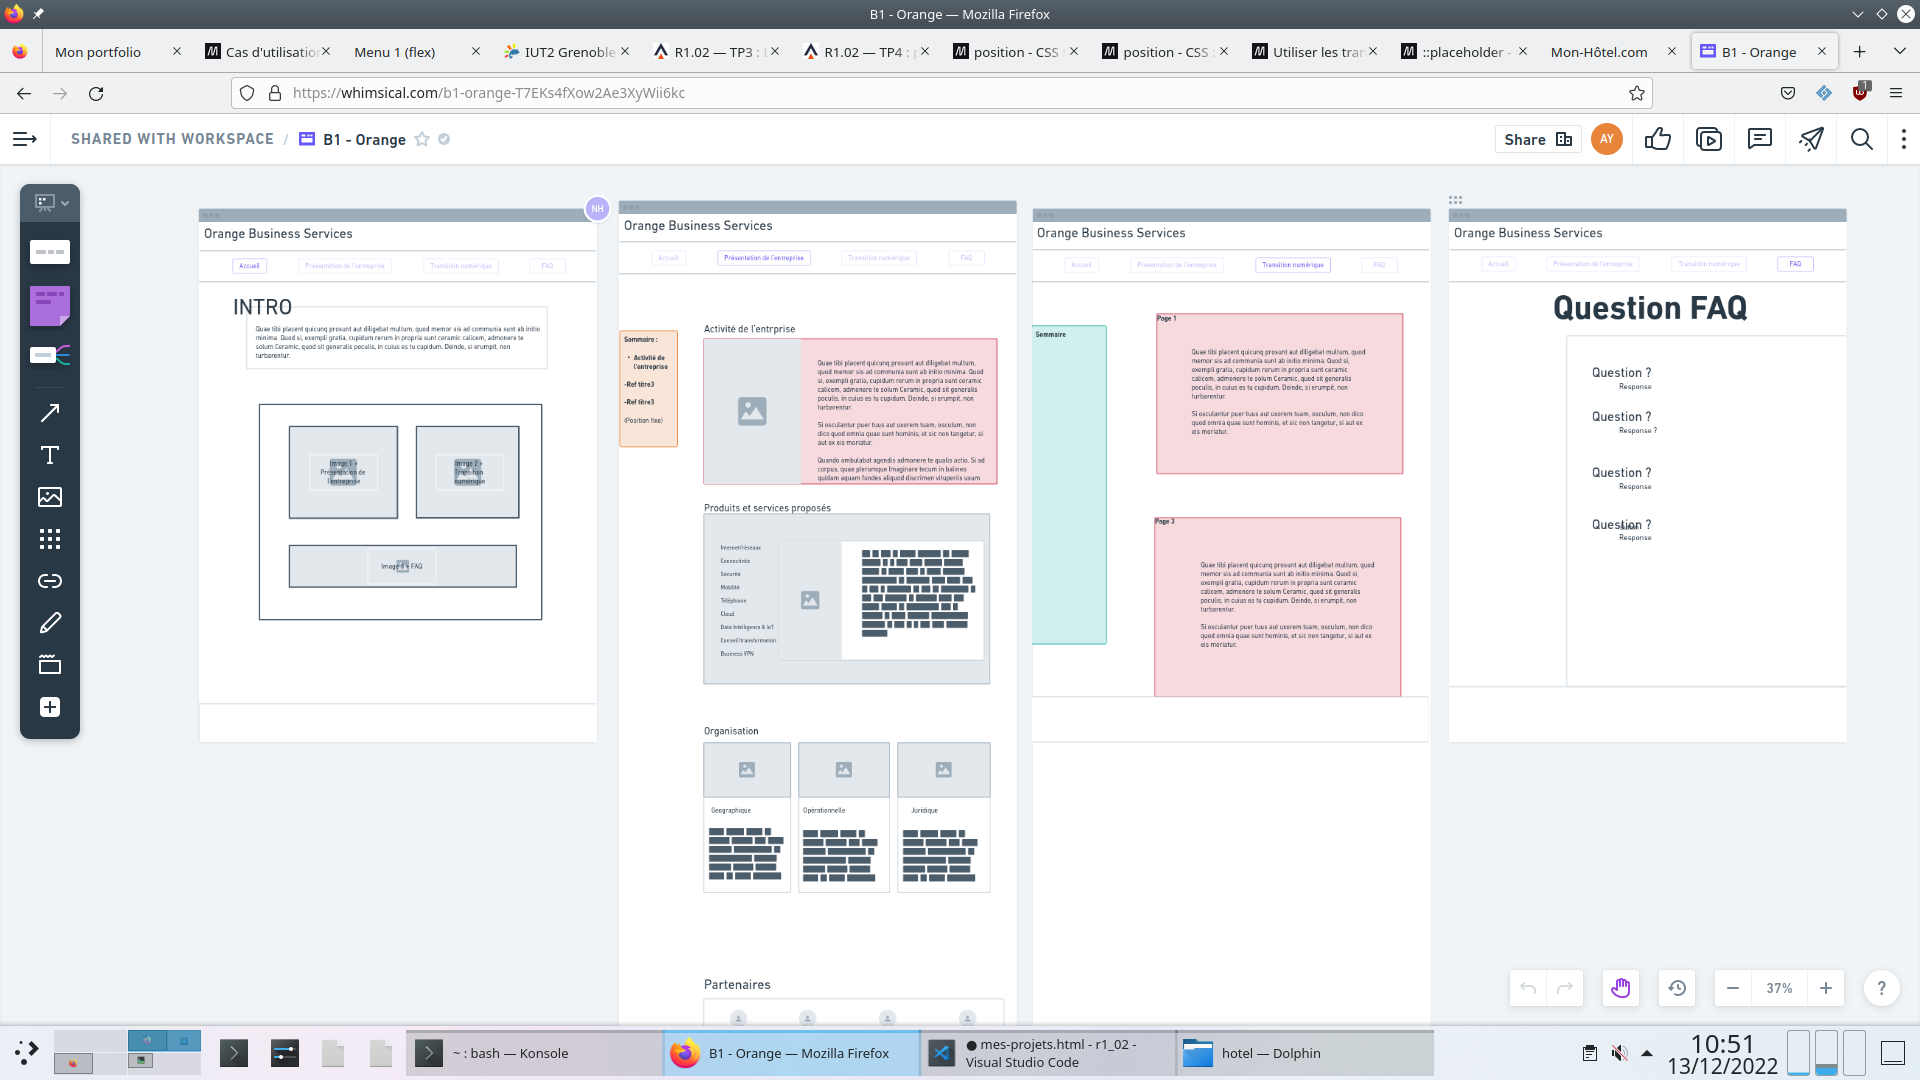 B1 - Orange — Mozilla Firefox
Mon portfolio
Cas d'utilisatio
Menu 1 (flex)
IUT2 Grenoble
R1.02 — TP3 : L
R1.02 — TP4 : p
position - CSS :
position - CSS :
Utiliser les tran
::placeholder -
Mon-Hôtel.com
B1 - Orange
https://whimsical.com/b1-orange-T7EKs4fXow2Ae3XyWii6kc
1
SHARED WITH WORKSPACE / B1 - Orange
Share
AY
NH
Orange Business Services
Accueil
Présentation de l'entreprise
Transition numérique
FAQ
INTRO
Quae tibi placent quicunq prosunt aut diligebat multum, quod memor sis ad communia sunt ab initio
minima. Quod si, exempli gratia, cupidum rerum in propria sunt ceramic calicem, admonere te
solum Ceramic, quod sit generalis poculis, in cuius es tu cupidum. Deinde, si erumpit, non
turbarentur.
Image 1 +
Présentation de
l'entreprise
Image 2 +
Transition
numérique
FAQ
Orange Business Services
Accueil
Présentation de l'entreprise
Transition numérique
FAQ
Sommaire :
• Activité de
l'entreprise
-Ref titre3
-Ref titre3
(Position fixe)
Activité de l'entrprise
Quae tibi placent quicunq prosunt aut diligebat multum,
quod memor sis ad communia sunt ab initio minima. Quod
si, exempli gratia, cupidum rerum in propria sunt ceramic
calicem, admonere te solum Ceramic, quod sit generalis
poculis, in cuius es tu cupidum. Deinde, si erumpit, non
turbarentur.
Si osculantur puer tuus aut uxorem tuam, osculum, non
dico quod omnia quae sunt hominis, et sic non tangetur, si
aut ex eis moriatur.
Quando ambulabat agendis admonere te qualis actio. Si ad
corpus, quae plerumque Imaginare tecum in balineo
quidam aquam fundes aliquod discrimen vituperiis usum
Produits et services proposés
Internet/réseaux
Connectivité
Sécurité
Mobilité
Téléphonie
Cloud
Data Intelligence & IoT
Conseil transformation
Business VPN
Organisation
Geographique
Opérationnelle
Juridique
Partenaires
Orange Business Services
Accueil
Présentation de l'entreprise
Transition numérique
FAQ
Sommaire
Page 1
Quae tibi placent quicunq prosunt aut diligebat multum, quod
memor sis ad communia sunt ab initio minima. Quod si,
exempli gratia, cupidum rerum in propria sunt ceramic
calicem, admonere te solum Ceramic, quod sit generalis
poculis, in cuius es tu cupidum. Deinde, si erumpit, non
turbarentur.
Si osculantur puer tuus aut uxorem tuam, osculum, non dico
quod omnia quae sunt hominis, et sic non tangetur, si aut ex
eis moriatur.
Page 3
Quae tibi placent quicunq prosunt aut diligebat multum, quod
memor sis ad communia sunt ab initio minima. Quod si,
exempli gratia, cupidum rerum in propria sunt ceramic
calicem, admonere te solum Ceramic, quod sit generalis
poculis, in cuius es tu cupidum. Deinde, si erumpit, non
turbarentur.
Si osculantur puer tuus aut uxorem tuam, osculum, non dico
quod omnia quae sunt hominis, et sic non tangetur, si aut ex
eis moriatur.
Orange Business Services
Accueil
Présentation de l'entreprise
Transition numérique
FAQ
Question FAQ
Question ?
Response
Question ?
Response ?
Question ?
Response
Question ?
Response
37%
?
~ : bash — Konsole
B1 - Orange — Mozilla Firefox
● mes-projets.html - r1_02 -
Visual Studio Code
hotel — Dolphin
10:51
13/12/2022